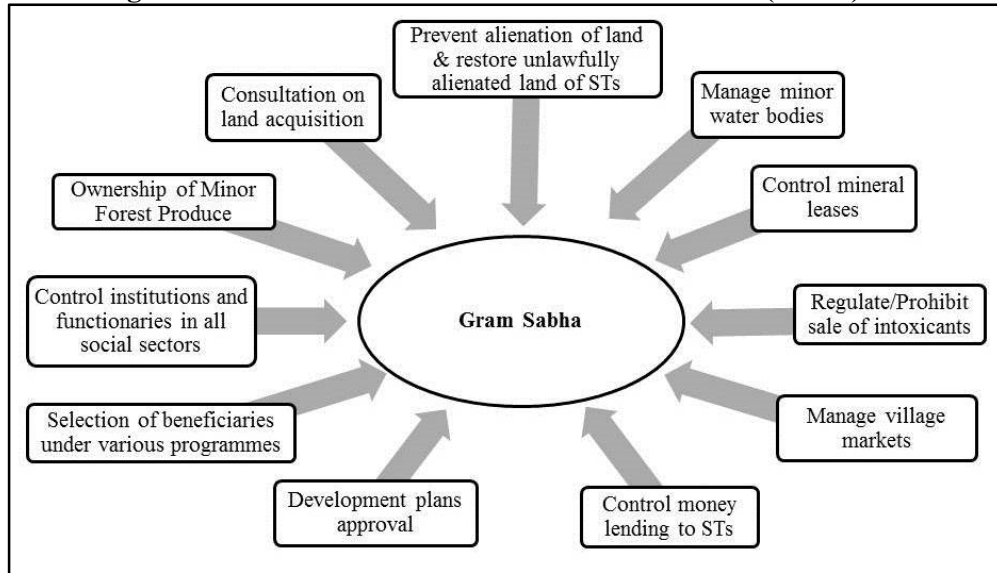 Prevent alienation of land
& restore unlawfully
alienated land of STs
Consultation on
land acquisition
Manage minor
water bodies
Ownership of Minor
Forest Produce
Control mineral
leases
Control institutions and
functionaries in all
social sectors
Gram Sabha
Regulate/Prohibit
sale of intoxicants
Selection of beneficiaries
under various programmes
Manage village
markets
Development plans
approval
Control money
lending to STs